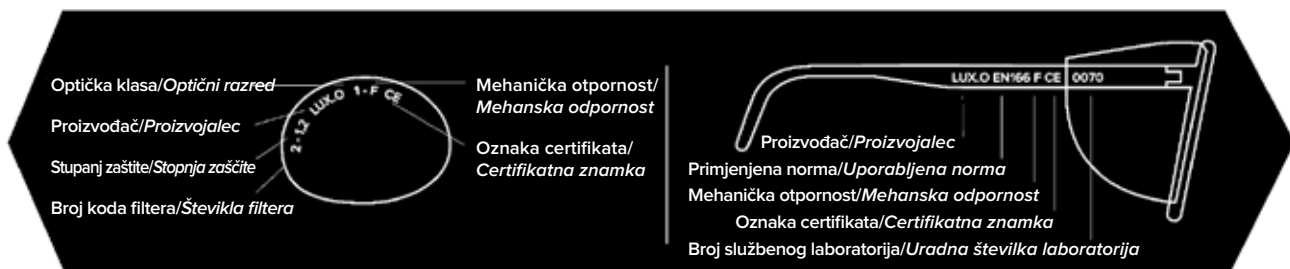 Optička klasa/Optični razred
Proizvođač/Proizvojalec
Stupanj zaštite/Stopnja zaščite
Broj koda filtera/Števikla filtera
2 - 1.2 LUX.O 1 - F CE
Mehanička otpornost/
Mehanska odpornost
Oznaka certifikata/
Certifikatna znamka
LUX.O EN166 F CE 0070
Proizvođač/Proizvojalec
Primjenjena norma/Uporabljena norma
Mehanička otpornost/Mehanska odpornost
Oznaka certifikata/Certifikatna znamka
Broj službenog laboratorija/Uradna številka laboratorija